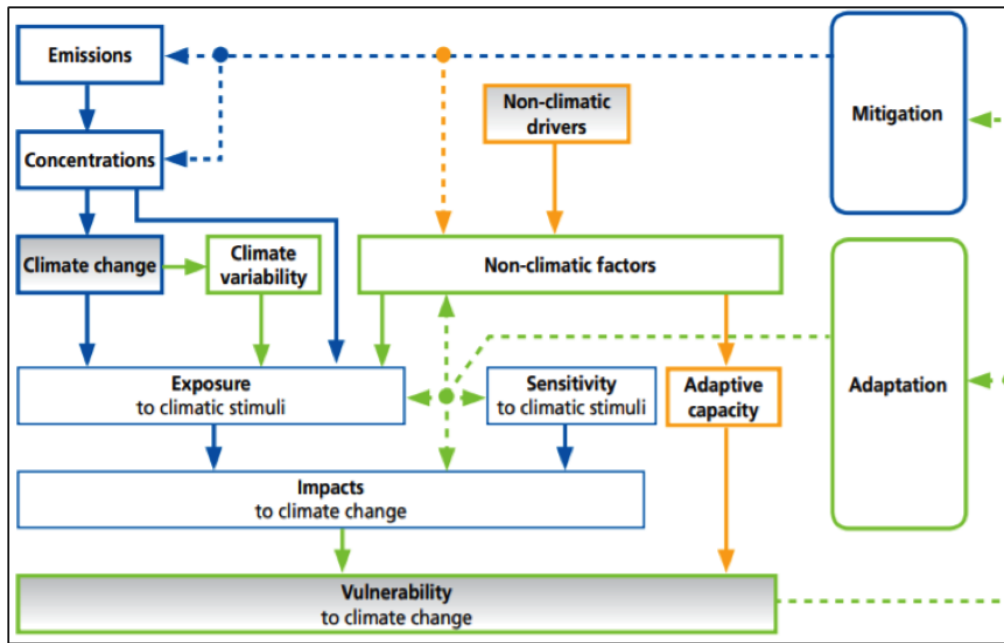 Emissions
Non-climatic
drivers
Mitigation
Concentrations
Climate change
Climate
variability
Non-climatic factors
Exposure
to climatic stimuli
Sensitivity
to climatic stimuli
Adaptive
capacity
Adaptation
Impacts
to climate change
Vulnerability
to climate change